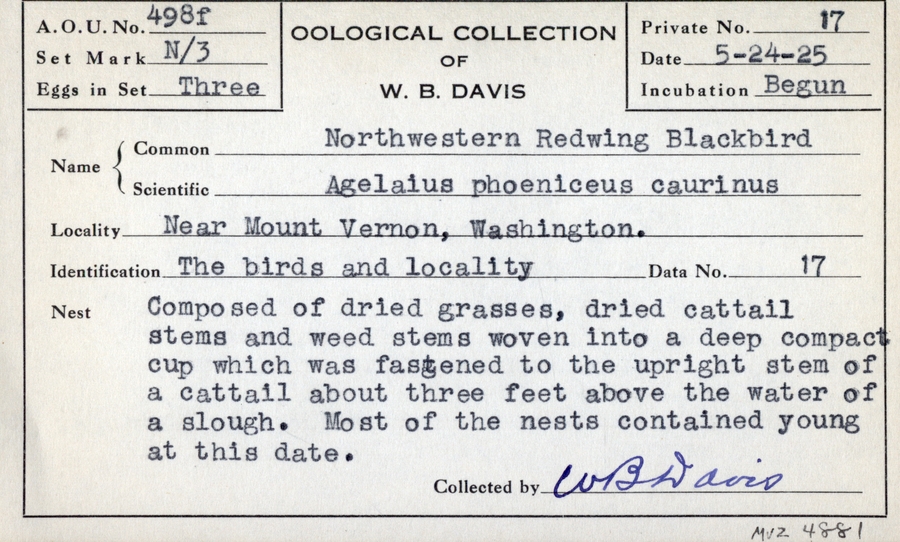 A.O.U. No. 498f
Set Mark N/3
Eggs in Set Three
OOLOGICAL COLLECTION
OF
W. B. DAVIS
Private No. 17
Date 5-24-25
Incubation Begun
Name
Common Northwestern Redwing Blackbird
Scientific Agelaius phoeniceus caurinus
Locality Near Mount Vernon, Washington.
Identification The birds and locality Data No. 17
Nest Composed of dried grasses, dried cattail
stems and weed stems woven into a deep compact
cup which was fastened to the upright stem of
a cattail about three feet above the water of
a slough. Most of the nests contained young
at this date.
Collected by W B Davis
MVZ 4881